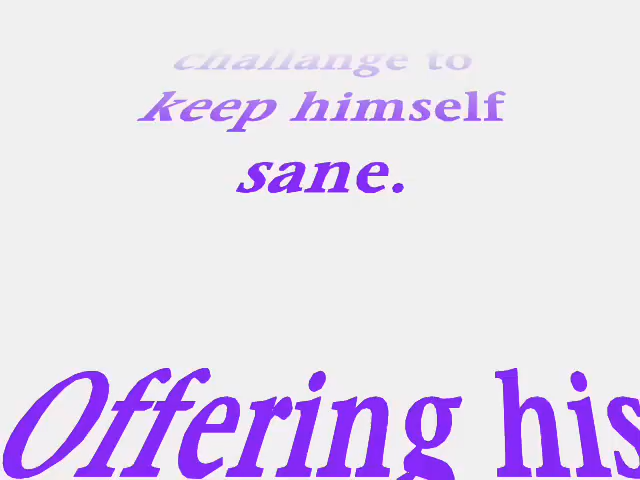 challange to
keep himself
sane.
Offering his